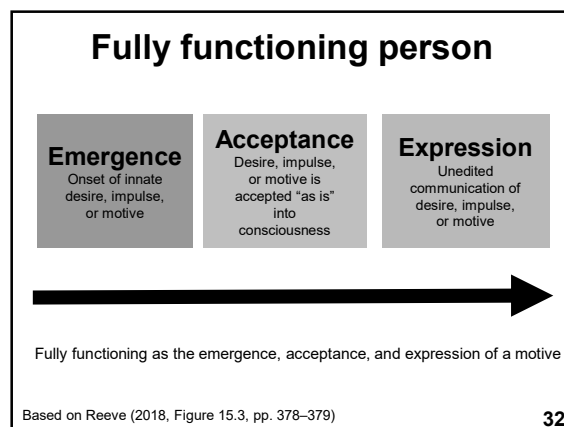 Fully functioning person
Emergence
Onset of innate
desire, impulse,
or motive
Acceptance
Desire, impulse,
or motive is
accepted “as is”
into
consciousness
Expression
Unedited
communication of
desire, impulse,
or motive
Fully functioning as the emergence, acceptance, and expression of a motive
Based on Reeve (2018, Figure 15.3, pp. 378–379)
32